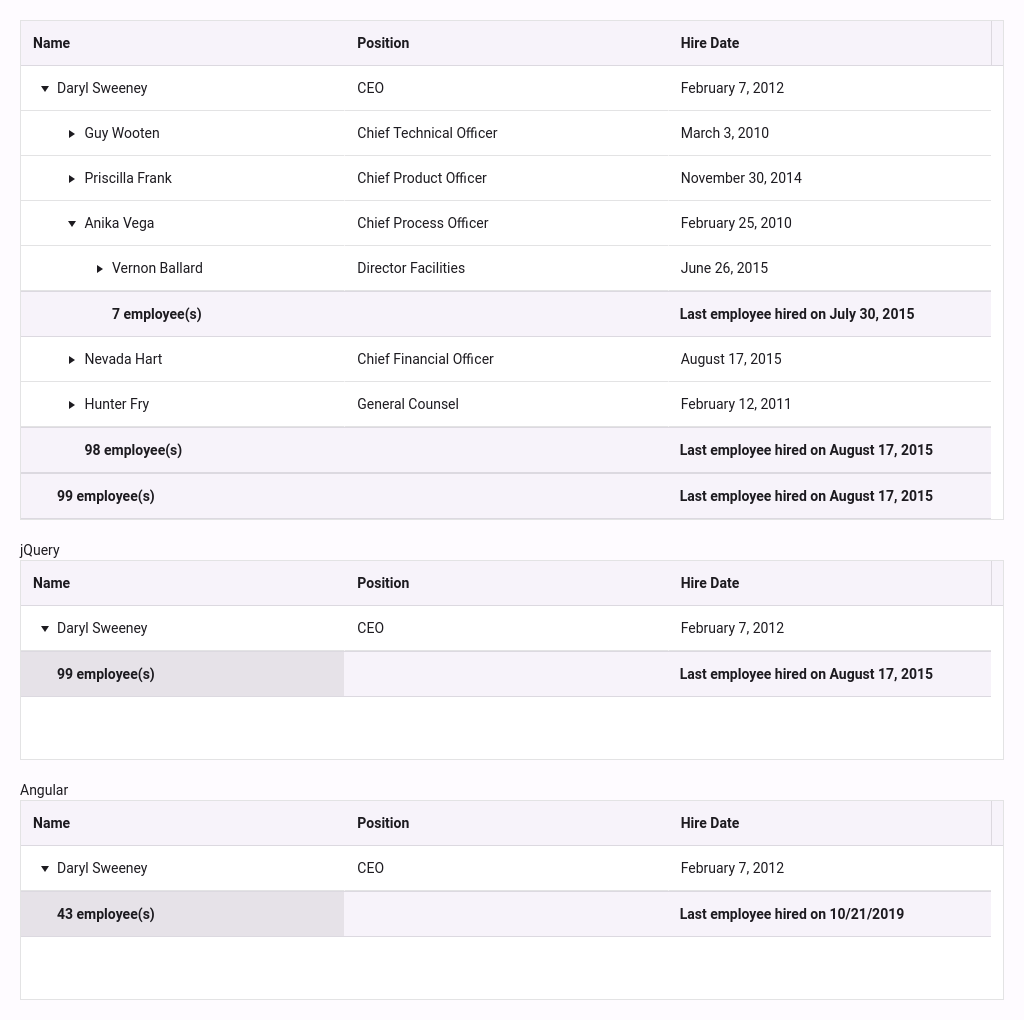 Name Position Hire Date
Daryl Sweeney CEO February 7, 2012
Guy Wooten Chief Technical Officer March 3, 2010
Priscilla Frank Chief Product Officer November 30, 2014
Anika Vega Chief Process Officer February 25, 2010
Vernon Ballard Director Facilities June 26, 2015
7 employee(s) Last employee hired on July 30, 2015
Nevada Hart Chief Financial Officer August 17, 2015
Hunter Fry General Counsel February 12, 2011
98 employee(s) Last employee hired on August 17, 2015
99 employee(s) Last employee hired on August 17, 2015
jQuery
Name Position Hire Date
Daryl Sweeney CEO February 7, 2012
99 employee(s) Last employee hired on August 17, 2015
Angular
Name Position Hire Date
Daryl Sweeney CEO February 7, 2012
43 employee(s) Last employee hired on 10/21/2019